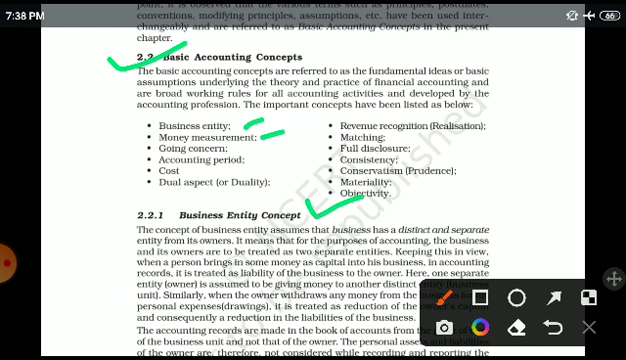 7:38 PM
66
point, it is observed that the various terms such as principles, postulates,
conventions, modifying principles, assumptions, etc. have been used inter-
changeably and are referred to as Basic Accounting Concepts in the present
chapter.
2.2 Basic Accounting Concepts
The basic accounting concepts are referred to as the fundamental ideas or basic
assumptions underlying the theory and practice of financial accounting and
are broad working rules for all accounting activities and developed by the
accounting profession. The important concepts have been listed as below:
• Business entity;
• Money measurement;
• Going concern;
• Accounting period;
• Cost
• Dual aspect (or Duality);
• Revenue recognition (Realisation);
• Matching;
• Full disclosure;
• Consistency;
• Conservatism (Prudence);
• Materiality;
• Objectivity.
2.2.1 Business Entity Concept
The concept of business entity assumes that business has a distinct and separate
entity from its owners. It means that for the purposes of accounting, the business
and its owners are to be treated as two separate entities. Keeping this in view,
when a person brings in some money as capital into his business, in accounting
records, it is treated as liability of the business to the owner. Here, one separate
entity (owner) is assumed to be giving money to another distinct entity (business
unit). Similarly, when the owner withdraws any money from the business
personal expenses(drawings), it is treated as reduction of the owner's capital
and consequently a reduction in the liabilities of the business.
The accounting records are made in the book of accounts from the
of the business unit and not that of the owner. The personal assets
of the owner are, therefore, not considered while recording and reporting the